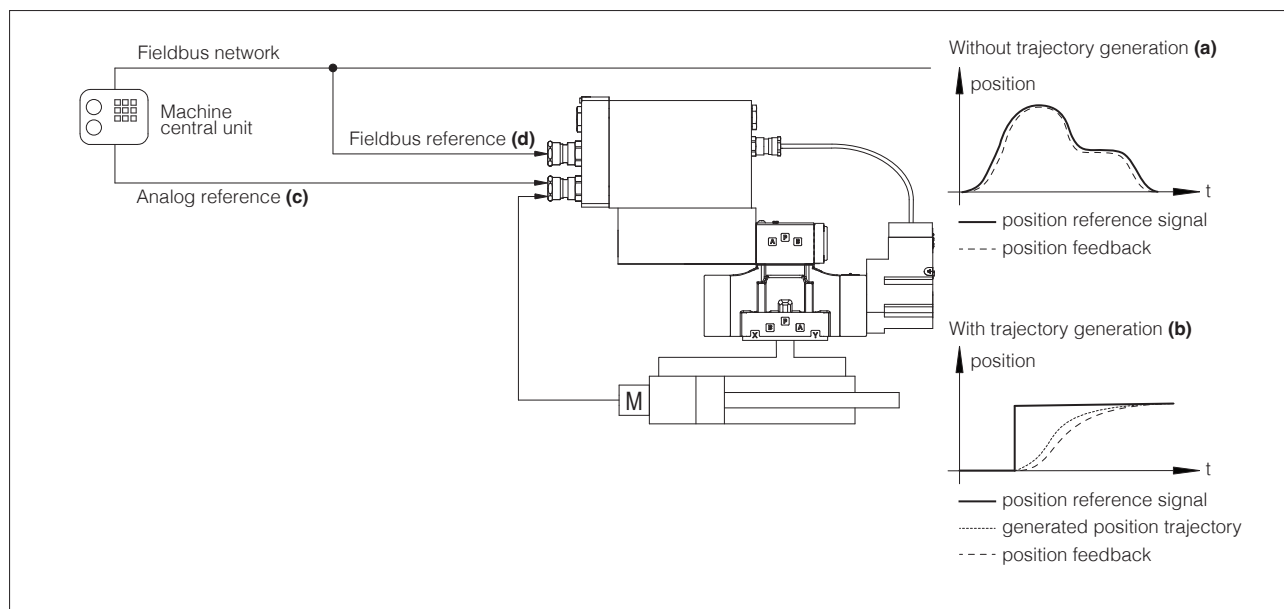 Fieldbus network
Machine
central unit
Fieldbus reference (d)
Analog reference (c)
A P B
X B P A Y
M
Without trajectory generation (a)
position
t
position reference signal
position feedback
With trajectory generation (b)
position
t
position reference signal
generated position trajectory
position feedback